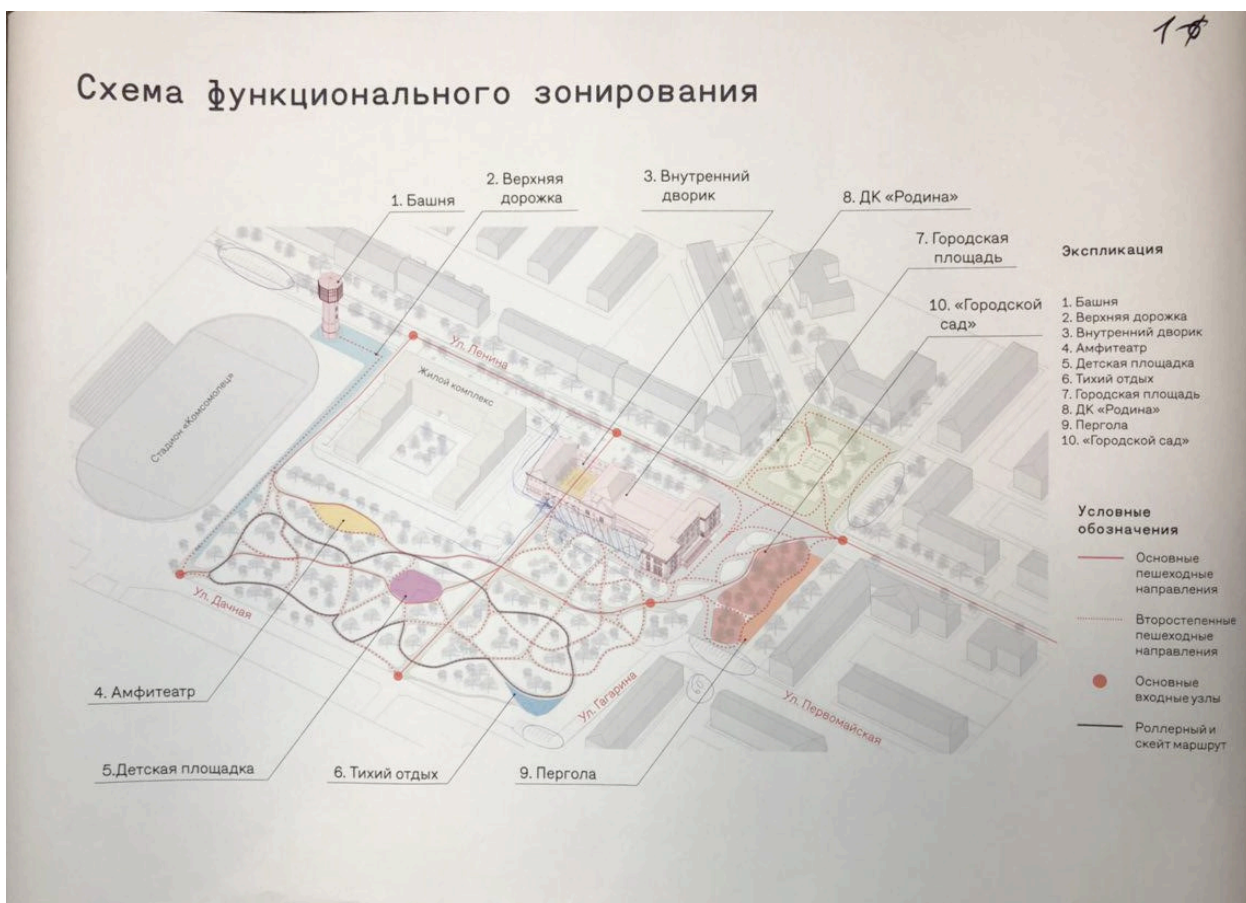 Схема функционального зонирования
1. Башня
2. Верхняя
дорожка
3. Внутренний
дворик
8. ДК «Родина»
7. Городская
площадь
10. «Городской
сад»
Ул. Ленина
Жилой комплекс
Стадион «Комсомолец»
Ул. Дачная
Ул. Гагарина
Ул. Первомайская
4. Амфитеатр
5.Детская площадка
6. Тихий отдых
9. Пергола
Экспликация
1. Башня
2. Верхняя дорожка
3. Внутренний дворик
4. Амфитеатр
5. Детская площадка
6. Тихий отдых
7. Городская площадь
8. ДК «Родина»
9. Пергола
10. «Городской сад»
Условные
обозначения
Основные
пешеходные
направления
Второстепенные
пешеходные
направления
Основные
входные узлы
Роллерный и
скейт маршрут